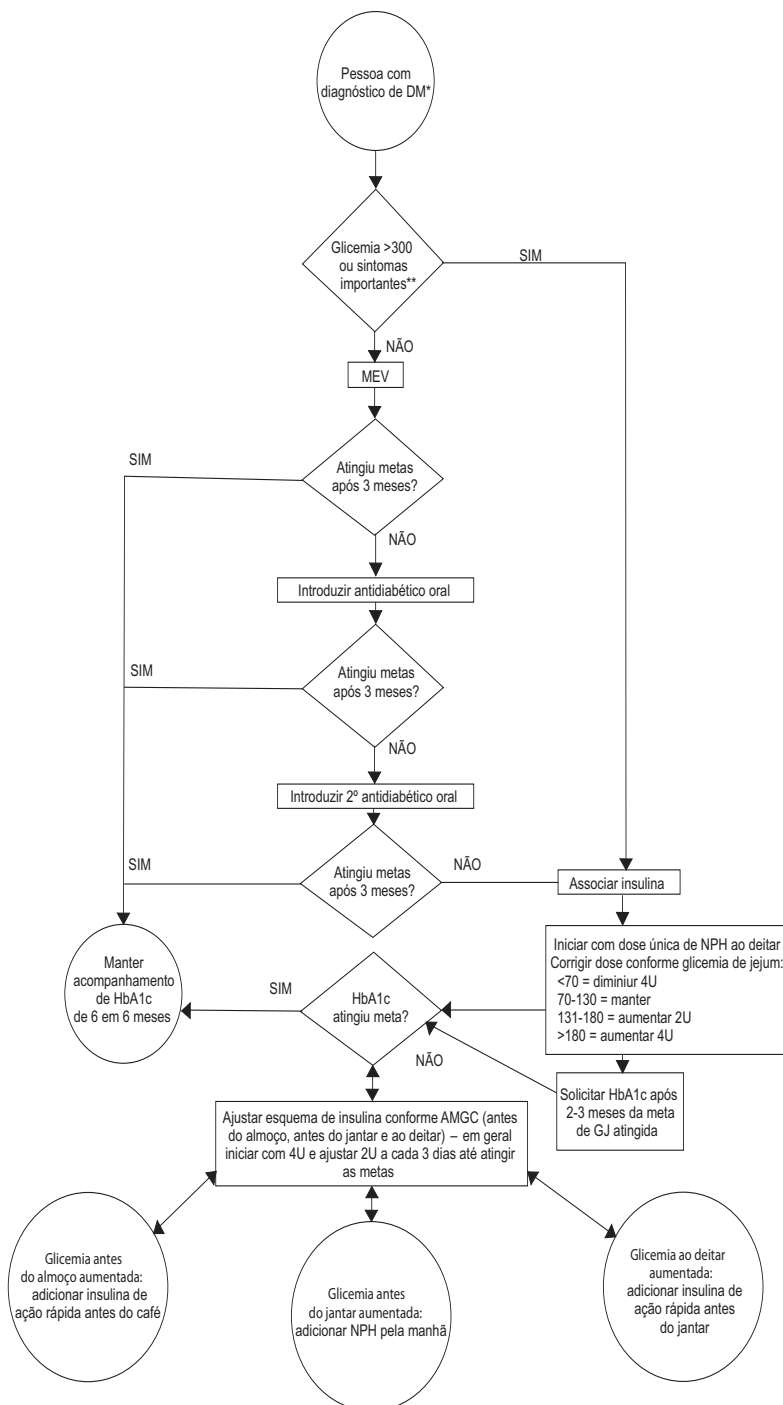 Pessoa com
diagnóstico de DM*
Glicemia >300
ou sintomas
importantes**
SIM
NÃO
MEV
SIM
Atingiu metas
após 3 meses?
NÃO
Introduzir antidiabético oral
SIM
Atingiu metas
após 3 meses?
NÃO
Introduzir 2º antidiabético oral
SIM
Atingiu metas
após 3 meses?
NÃO
Associar insulina
Iniciar com dose única de NPH ao deitar
Corrigir dose conforme glicemia de jejum:
<70 = diminiur 4U
70-130 = manter
131-180 = aumentar 2U
>180 = aumentar 4U
Manter
acompanhamento
de HbA1c
de 6 em 6 meses
SIM
HbA1c
atingiu meta?
NÃO
Solicitar HbA1c após
2-3 meses da meta
de GJ atingida
Ajustar esquema de insulina conforme AMGC (antes
do almoço, antes do jantar e ao deitar) – em geral
iniciar com 4U e ajustar 2U a cada 3 dias até atingir
as metas
Glicemia antes
do almoço aumentada:
adicionar insulina de
ação rápida antes do café
Glicemia antes
do jantar aumentada:
adicionar NPH pela manhã
Glicemia ao deitar
aumentada:
adicionar insulina de
ação rápida antes
do jantar